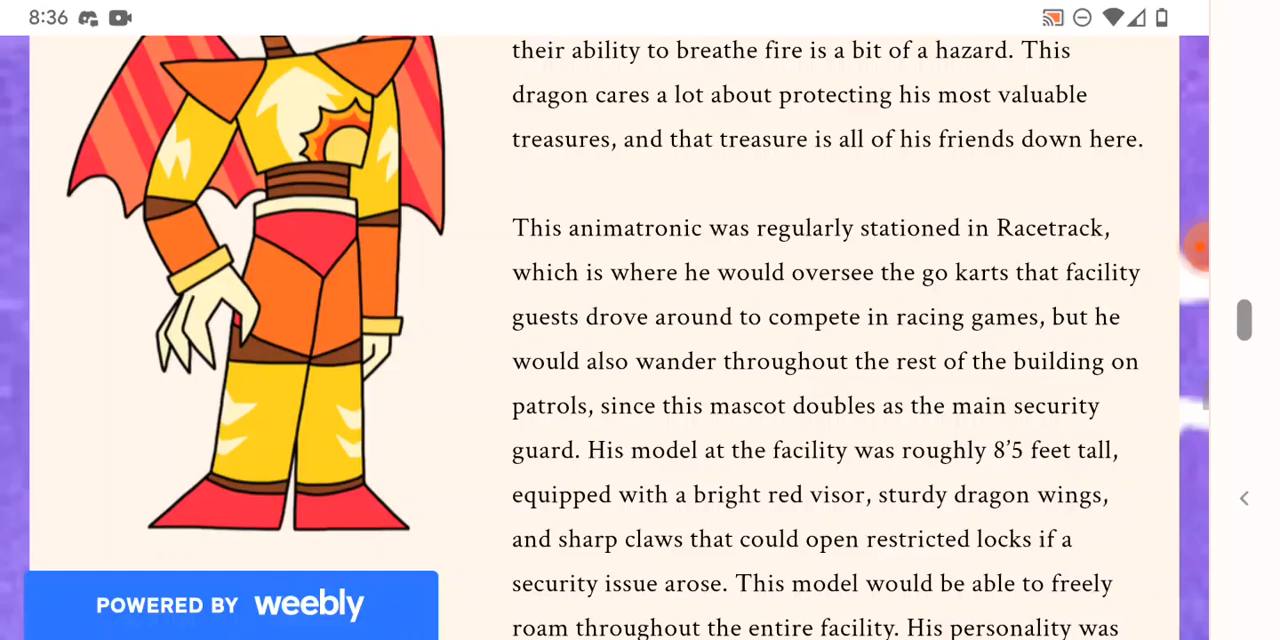 8:36
their ability to breathe fire is a bit of a hazard. This
dragon cares a lot about protecting his most valuable
treasures, and that treasure is all of his friends down here.
This animatronic was regularly stationed in Racetrack,
which is where he would oversee the go karts that facility
guests drove around to compete in racing games, but he
would also wander throughout the rest of the building on
patrols, since this mascot doubles as the main security
guard. His model at the facility was roughly 8’5 feet tall,
equipped with a bright red visor, sturdy dragon wings,
and sharp claws that could open restricted locks if a
security issue arose. This model would be able to freely
roam throughout the entire facility. His personality was
POWERED BY weebly